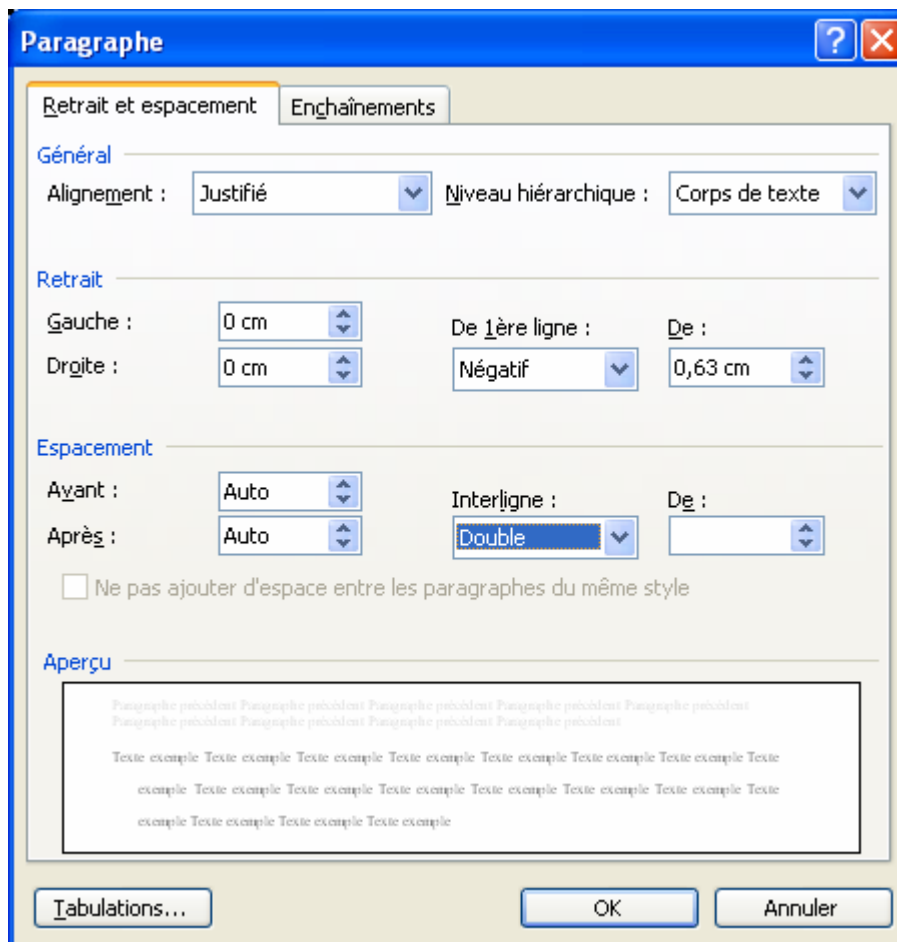 Paragraphe
Retrait et espacement Enchaînements
Général
Alignement : Justifié Niveau hiérarchique : Corps de texte
Retrait
Gauche : 0 cm De 1ère ligne : De :
Droite : 0 cm Négatif 0,63 cm
Espacement
Avant : Auto Interligne : De :
Après : Auto Double
Ne pas ajouter d'espace entre les paragraphes du même style
Aperçu
Paragraphe précédent Paragraphe précédent Paragraphe précédent Paragraphe précédent Paragraphe précédent
Paragraphe précédent Paragraphe précédent Paragraphe précédent Paragraphe précédent
Texte exemple Texte exemple Texte exemple Texte exemple Texte exemple Texte exemple Texte exemple Texte
exemple Texte exemple Texte exemple Texte exemple Texte exemple Texte exemple Texte exemple Texte
exemple Texte exemple Texte exemple Texte exemple
Tabulations... OK Annuler